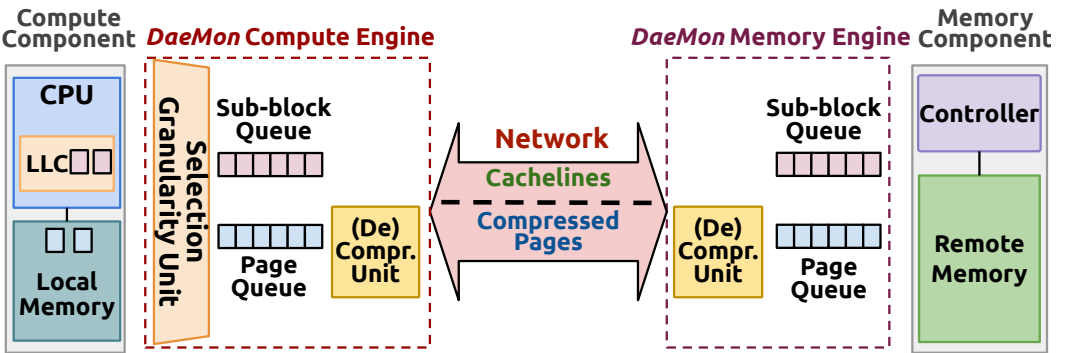 Compute
Component
CPU
LLC
Local
Memory
DaeMon Compute Engine
Selection
Granularity Unit
Sub-block
Queue
Page
Queue
(De)
Compr.
Unit
Network
Cachelines
Compressed
Pages
DaeMon Memory Engine
Sub-block
Queue
(De)
Compr.
Unit
Page
Queue
Memory
Component
Controller
Remote
Memory